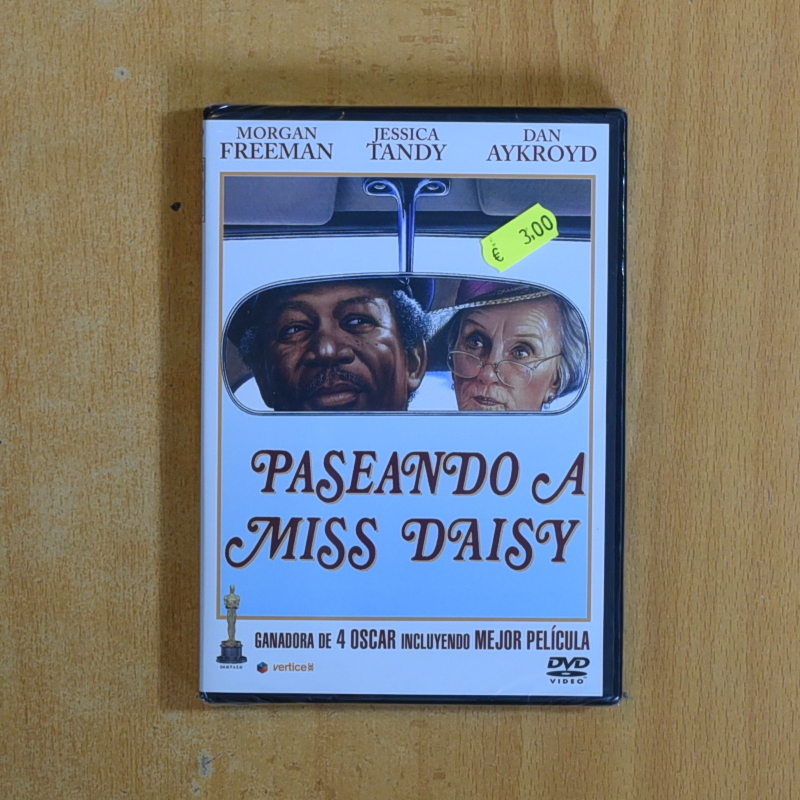 MORGAN FREEMAN
JESSICA TANDY
DAN AYKROYD
€ 3,00
PASEANDO A
MISS DAISY
GANADORA DE 4 OSCAR INCLUYENDO MEJOR PELÍCULA
vertice
DVD
VIDEO